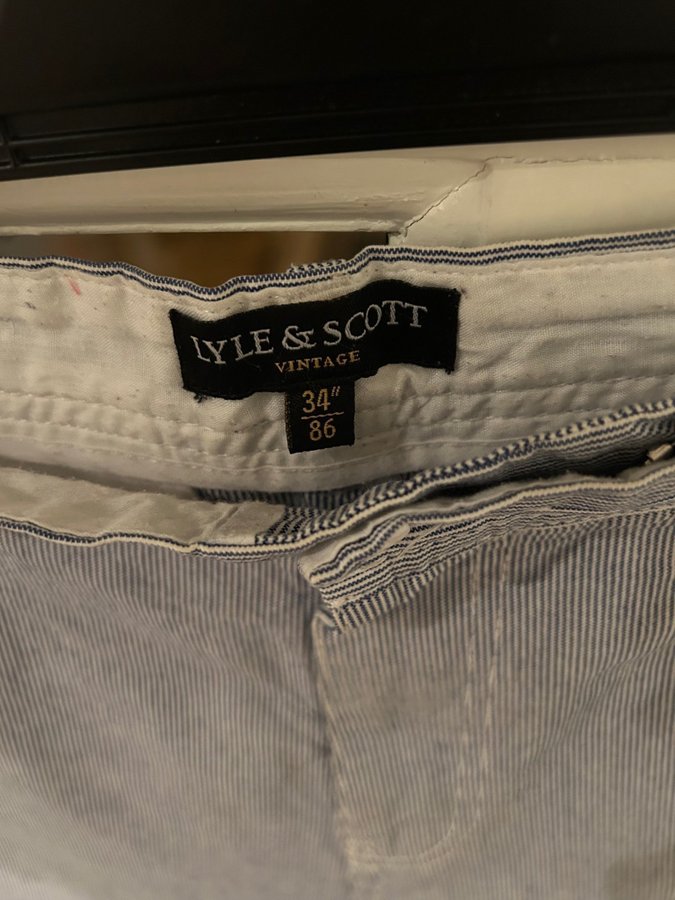 LYLE & SCOTT
VINTAGE
34"
86